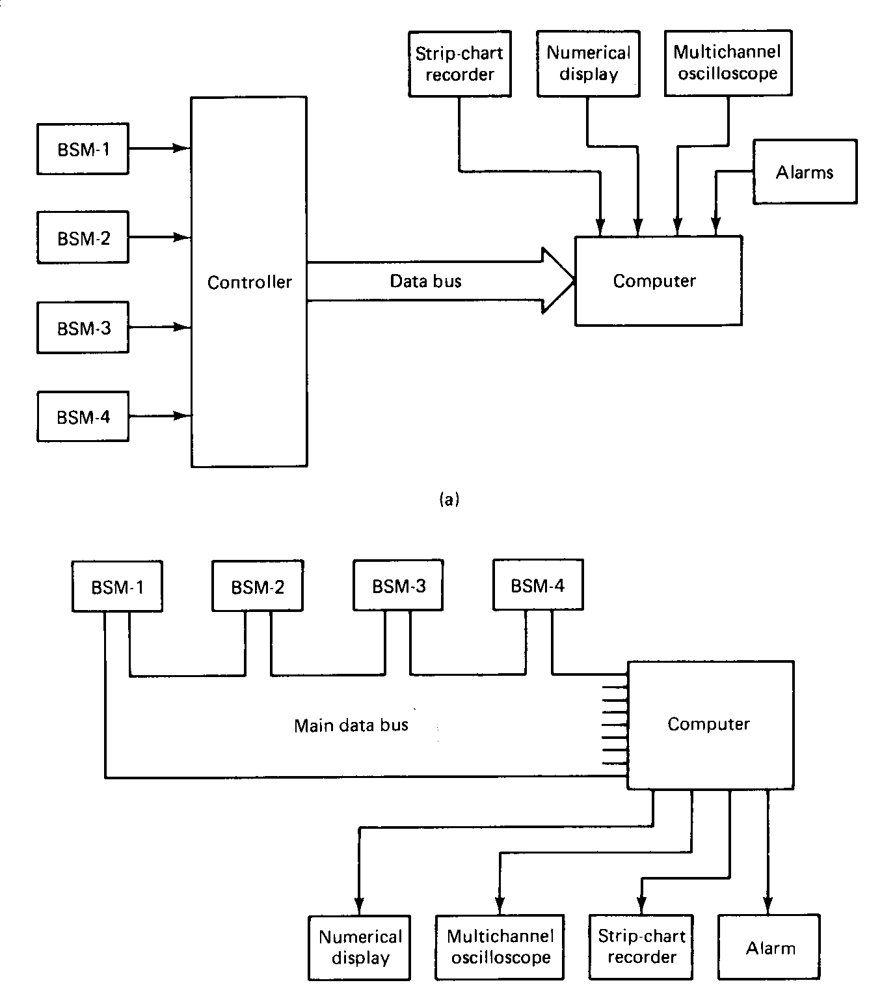 Strip-chart
recorder
Numerical
display
Multichannel
oscilloscope
Alarms
BSM-1
BSM-2
BSM-3
BSM-4
Controller
Data bus
Computer
(a)
BSM-1
BSM-2
BSM-3
BSM-4
Main data bus
Computer
Numerical
display
Multichannel
oscilloscope
Strip-chart
recorder
Alarm